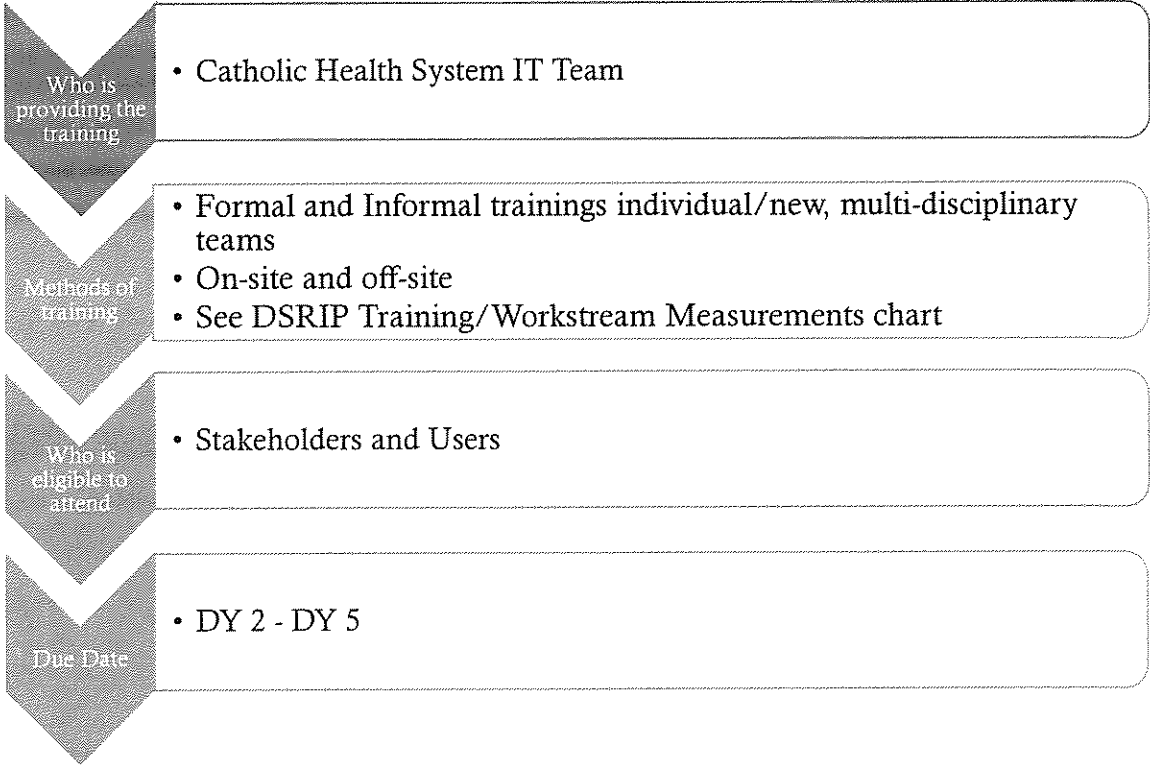 Who is
providing the
training
• Catholic Health System IT Team
Methods of
training
• Formal and Informal trainings individual/new, multi-disciplinary
teams
• On-site and off-site
• See DSRIP Training/Workstream Measurements chart
Who is
eligible to
attend
• Stakeholders and Users
Due Date
• DY 2 - DY 5